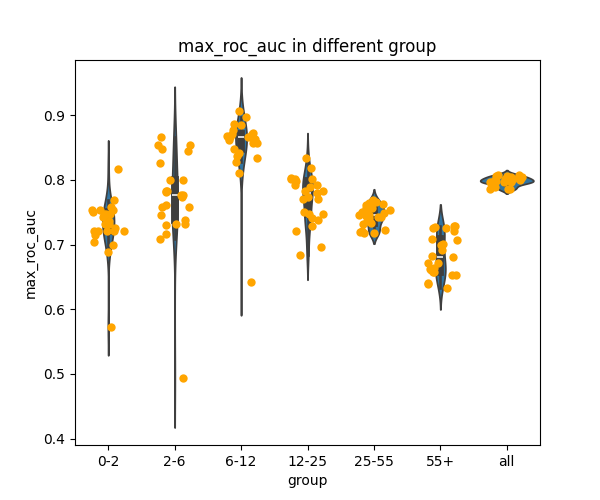 max_roc_auc in different group
max_roc_auc
0.9
0.8
0.7
0.6
0.5
0.4
0-2 2-6 6-12 12-25 25-55 55+ all
group